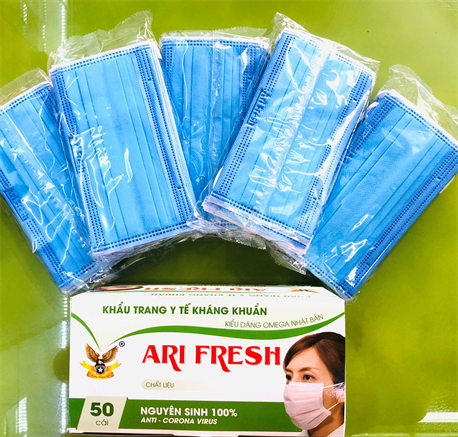 KHẨU TRANG Y TẾ KHÁNG KHUẨN
KIỂU DÁNG OMEGA NHẬT BẢN
ARI FRESH
CHẤT LIỆU
50
CÁI
NGUYÊN SINH 100%
ANTI - CORONA VIRUS